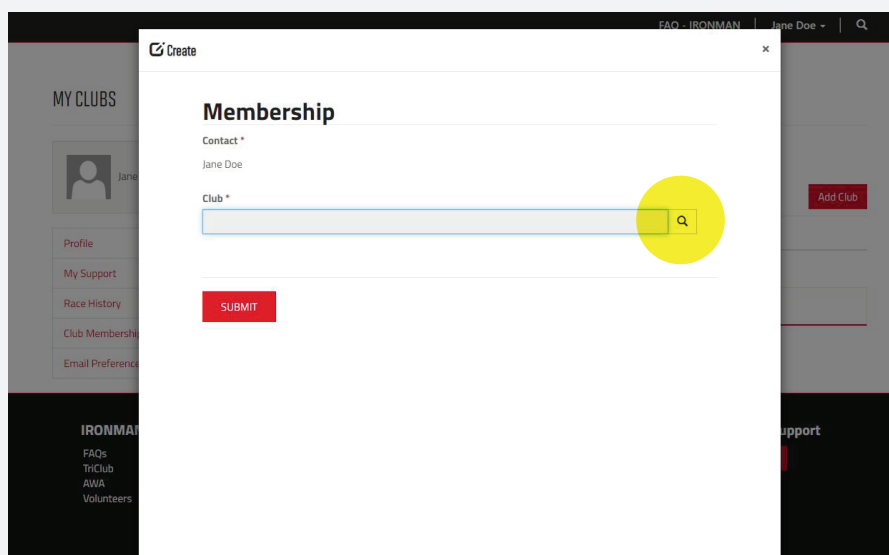 FAQ - IRONMAN
Jane Doe
Create
×
MY CLUBS
Membership
Contact *
Jane Doe
Jane
Club *
Add Club
Profile
My Support
Race History
SUBMIT
Club Membershi
Email Preference
IRONMAN
upport
FAQs
TriClub
AWA
Volunteers